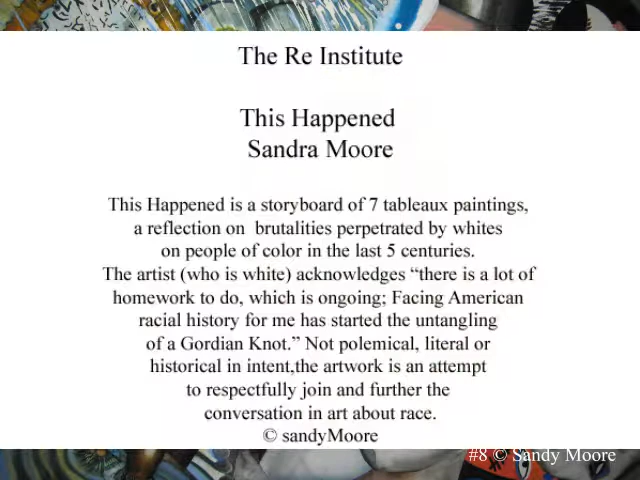 The Re Institute
This Happened
Sandra Moore
This Happened is a storyboard of 7 tableaux paintings,
a reflection on  brutalities perpetrated by whites
on people of color in the last 5 centuries.
The artist (who is white) acknowledges “there is a lot of
homework to do, which is ongoing; Facing American
racial history for me has started the untangling
of a Gordian Knot.” Not polemical, literal or
historical in intent,the artwork is an attempt
to respectfully join and further the
conversation in art about race.
© sandyMoore
#8 © Sandy Moore